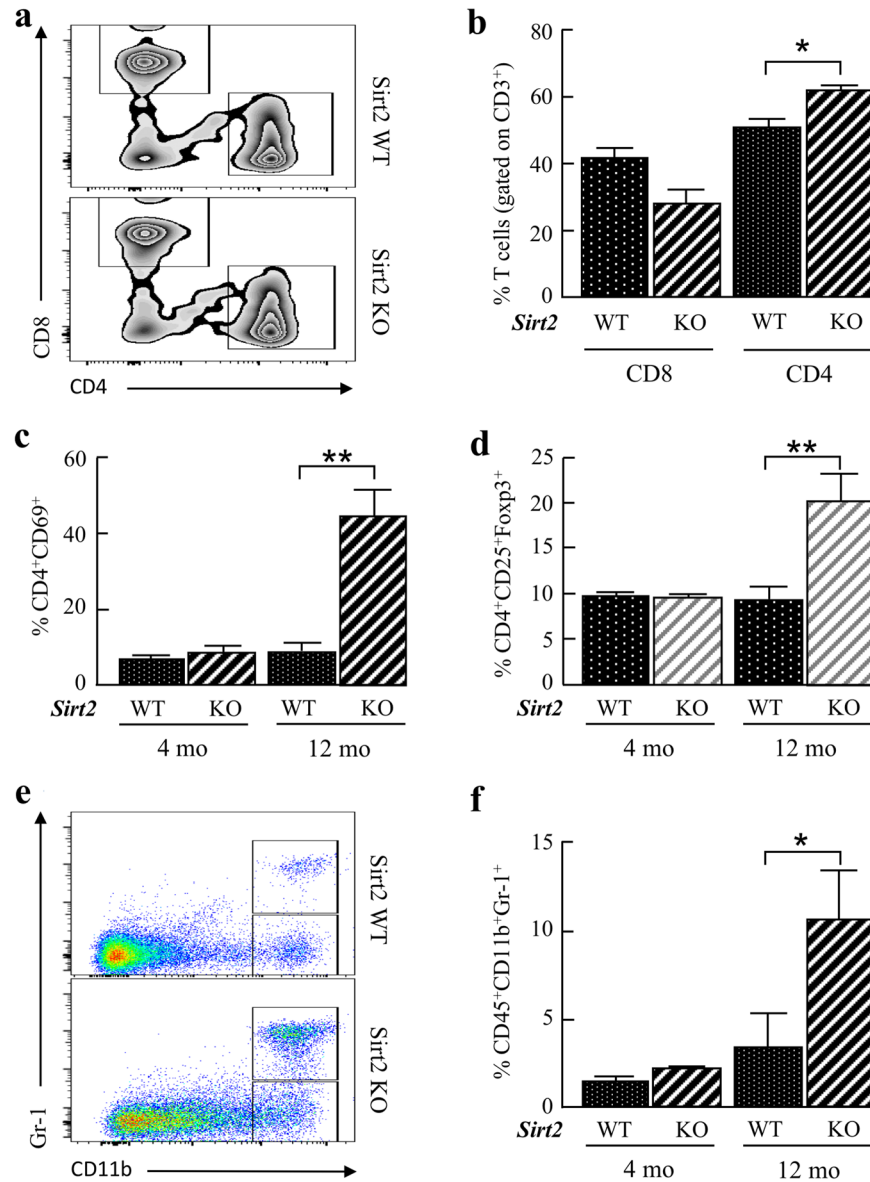 a
CD8
CD4
Sirt2 WT
Sirt2 KO
b
% T cells (gated on CD3⁺)
80
60
40
20
0
*
Sirt2 WT KO WT KO
CD8 CD4
c
% CD4⁺CD69⁺
60
40
20
0
**
Sirt2 WT KO WT KO
4 mo 12 mo
d
% CD4⁺CD25⁺Foxp3⁺
25
20
15
10
5
0
**
Sirt2 WT KO WT KO
4 mo 12 mo
e
Gr-1
CD11b
Sirt2 WT
Sirt2 KO
f
% CD45⁺CD11b⁺Gr-1⁺
15
10
5
0
*
Sirt2 WT KO WT KO
4 mo 12 mo